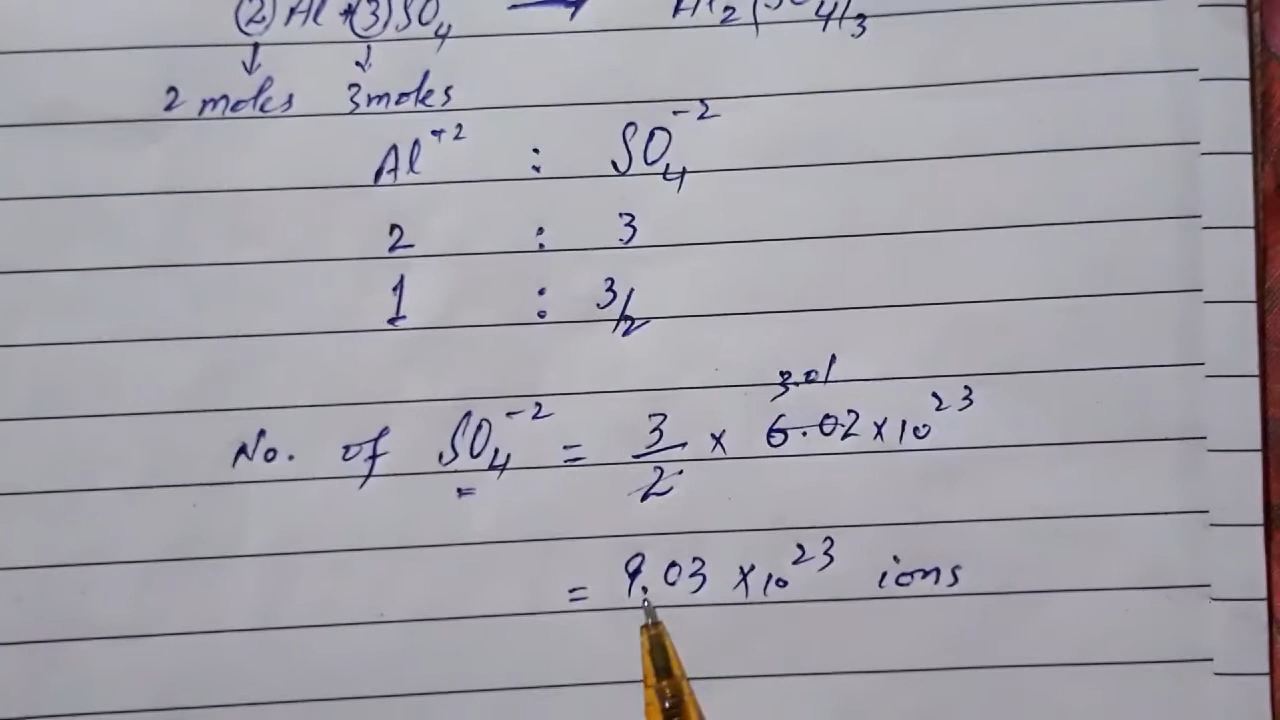 (2) Al + (3) SO4 → Al2(SO4)3
2 moles 3 moles
Al+2 : SO4-2
2 : 3
1 : 3/2
3.01
No. of SO4-2 = 3/2 × 6.02 × 10^23
= 9.03 × 10^23 ions